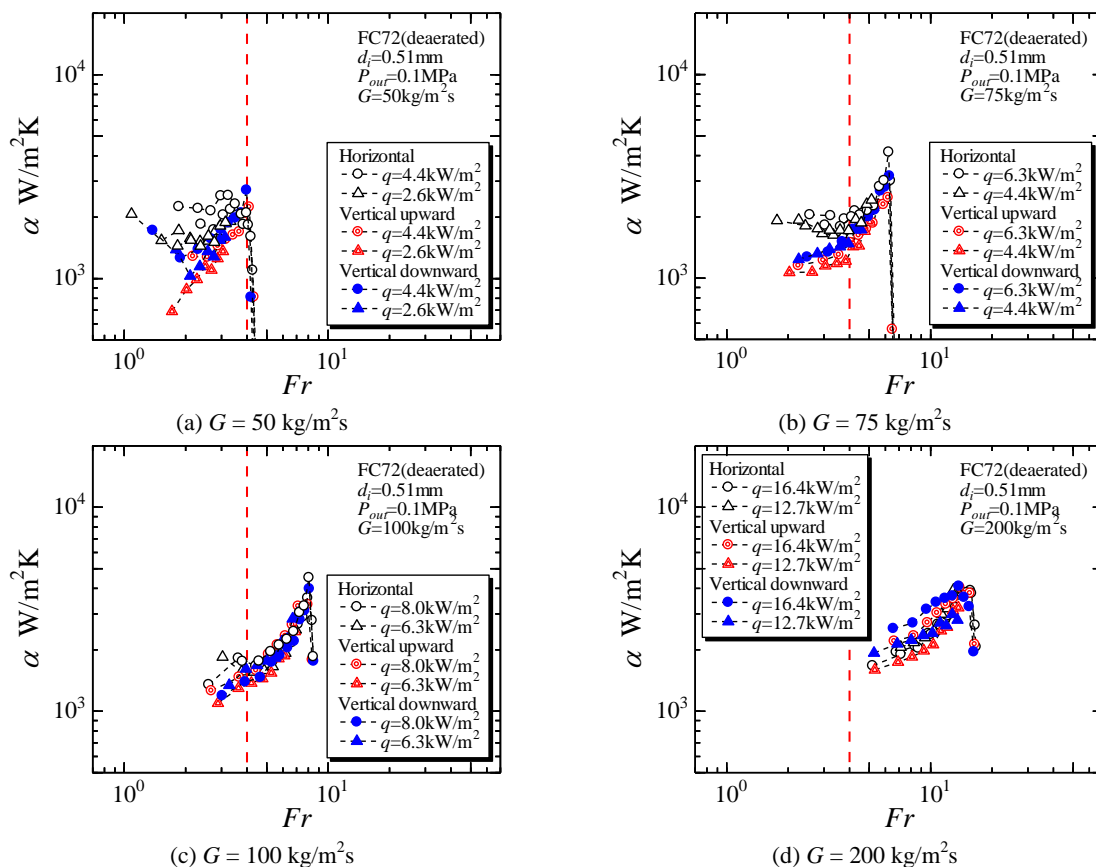 FC72(deaerated)
dᵢ=0.51mm
Pₒᵤₜ=0.1MPa
G=50kg/m²s
10⁴
Horizontal
q=4.4kW/m²
q=2.6kW/m²
Vertical upward
q=4.4kW/m²
q=2.6kW/m²
Vertical downward
q=4.4kW/m²
q=2.6kW/m²
α W/m²K
10³
10⁰
10¹
Fr
(a) G = 50 kg/m²s
FC72(deaerated)
dᵢ=0.51mm
Pₒᵤₜ=0.1MPa
G=75kg/m²s
10⁴
Horizontal
q=6.3kW/m²
q=4.4kW/m²
Vertical upward
q=6.3kW/m²
q=4.4kW/m²
Vertical downward
q=6.3kW/m²
q=4.4kW/m²
α W/m²K
10³
10⁰
10¹
Fr
(b) G = 75 kg/m²s
FC72(deaerated)
dᵢ=0.51mm
Pₒᵤₜ=0.1MPa
G=100kg/m²s
10⁴
Horizontal
q=8.0kW/m²
q=6.3kW/m²
Vertical upward
q=8.0kW/m²
q=6.3kW/m²
Vertical downward
q=8.0kW/m²
q=6.3kW/m²
α W/m²K
10³
10⁰
10¹
Fr
(c) G = 100 kg/m²s
Horizontal
q=16.4kW/m²
q=12.7kW/m²
Vertical upward
q=16.4kW/m²
q=12.7kW/m²
Vertical downward
q=16.4kW/m²
q=12.7kW/m²
FC72(deaerated)
dᵢ=0.51mm
Pₒᵤₜ=0.1MPa
G=200kg/m²s
10⁴
α W/m²K
10³
10⁰
10¹
Fr
(d) G = 200 kg/m²s